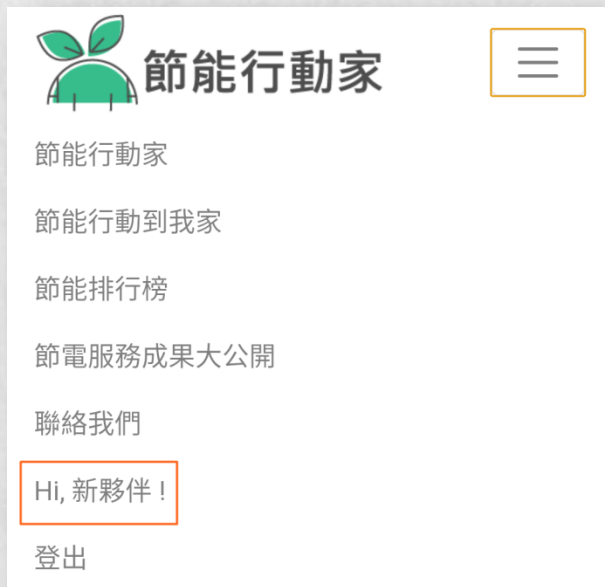 節能行動家
節能行動家
節能行動到我家
節能排行榜
節電服務成果大公開
聯絡我們
Hi, 新夥伴 !
登出